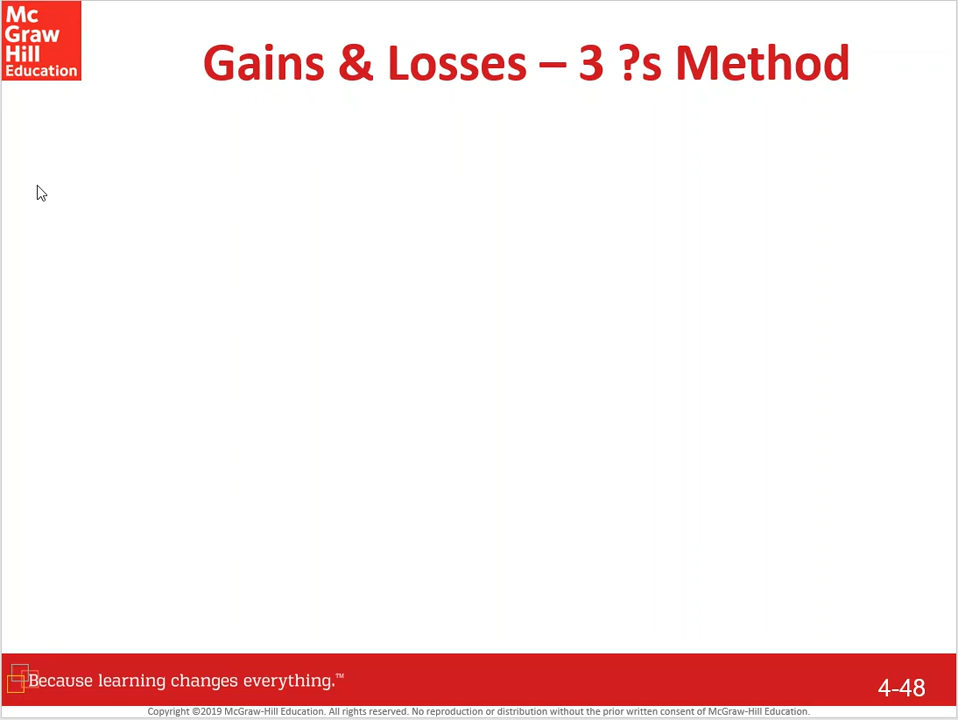 Mc
Graw
Hill
Education
Gains & Losses – 3 ?s Method
Because learning changes everything.™
4-48
Copyright ©2019 McGraw-Hill Education. All rights reserved. No reproduction or distribution without the prior written consent of McGraw-Hill Education.